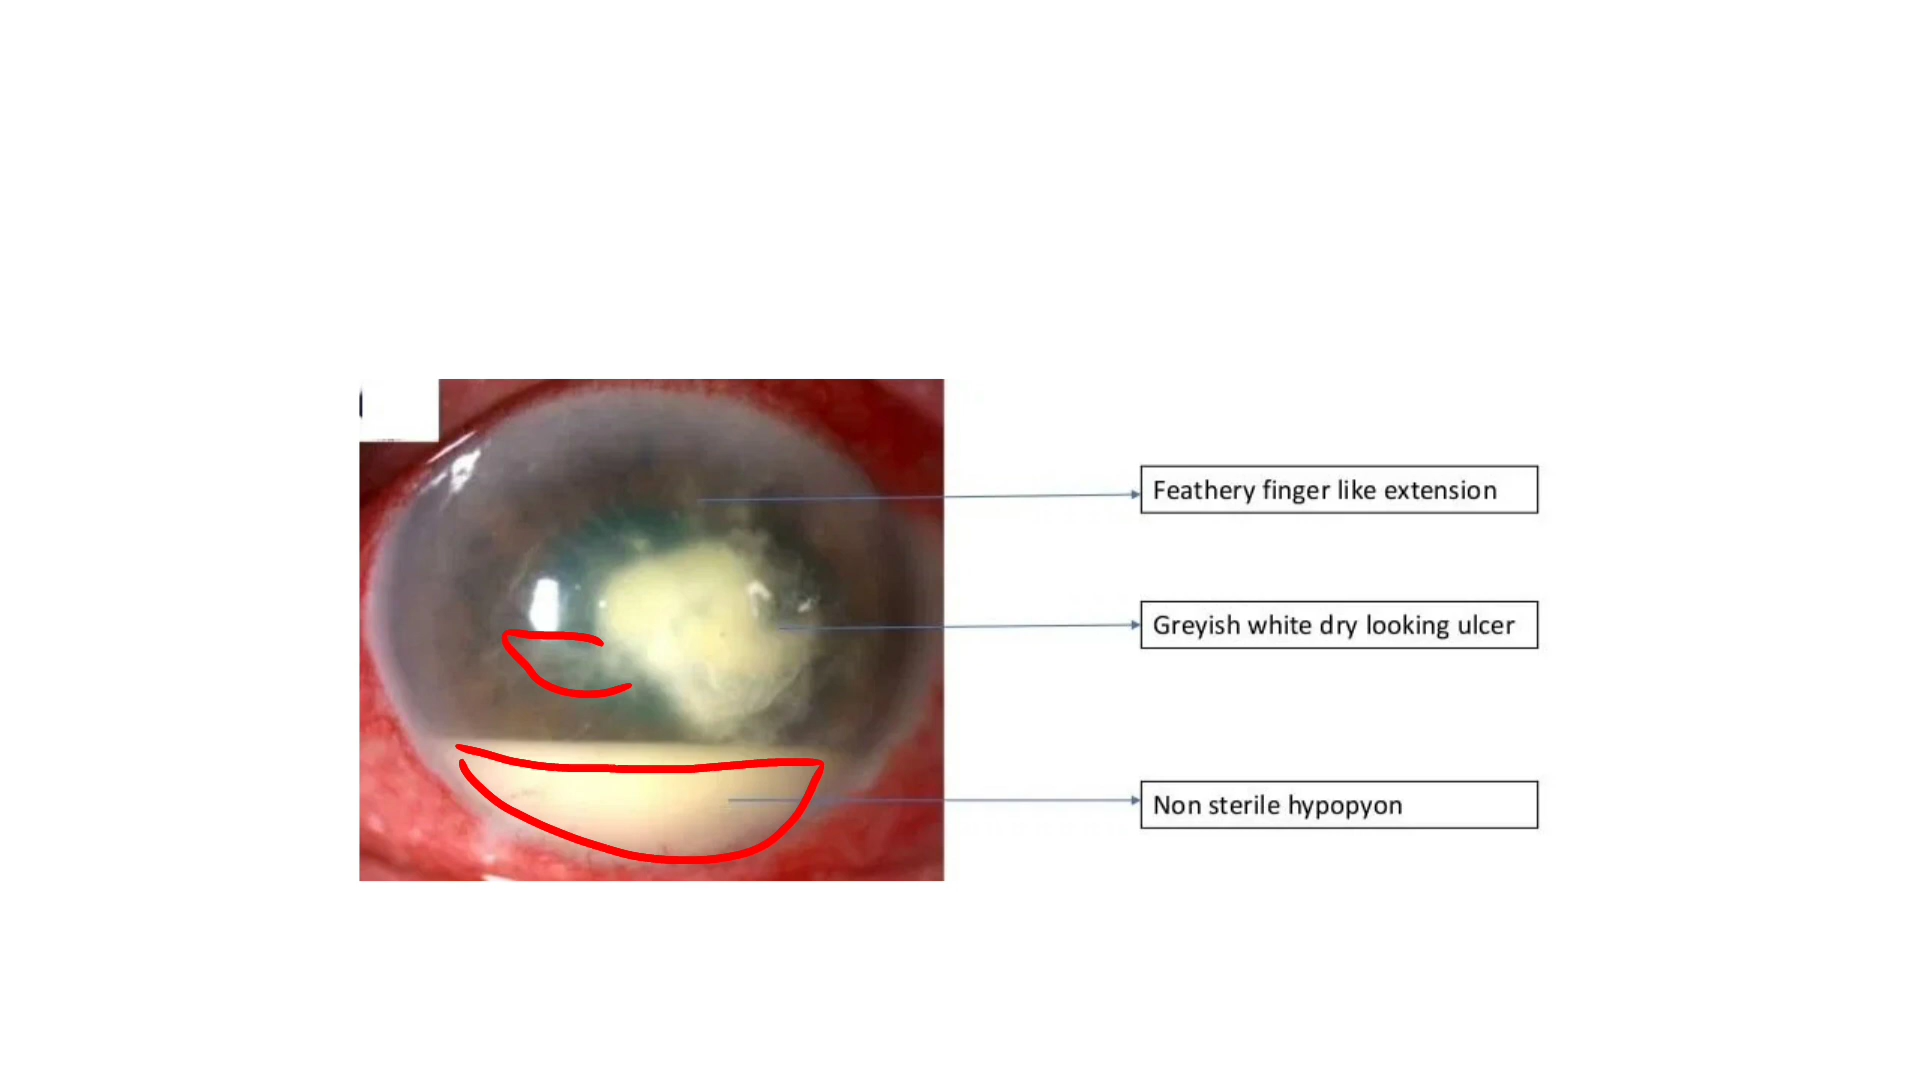 Feathery finger like extension
Greyish white dry looking ulcer
Non sterile hypopyon